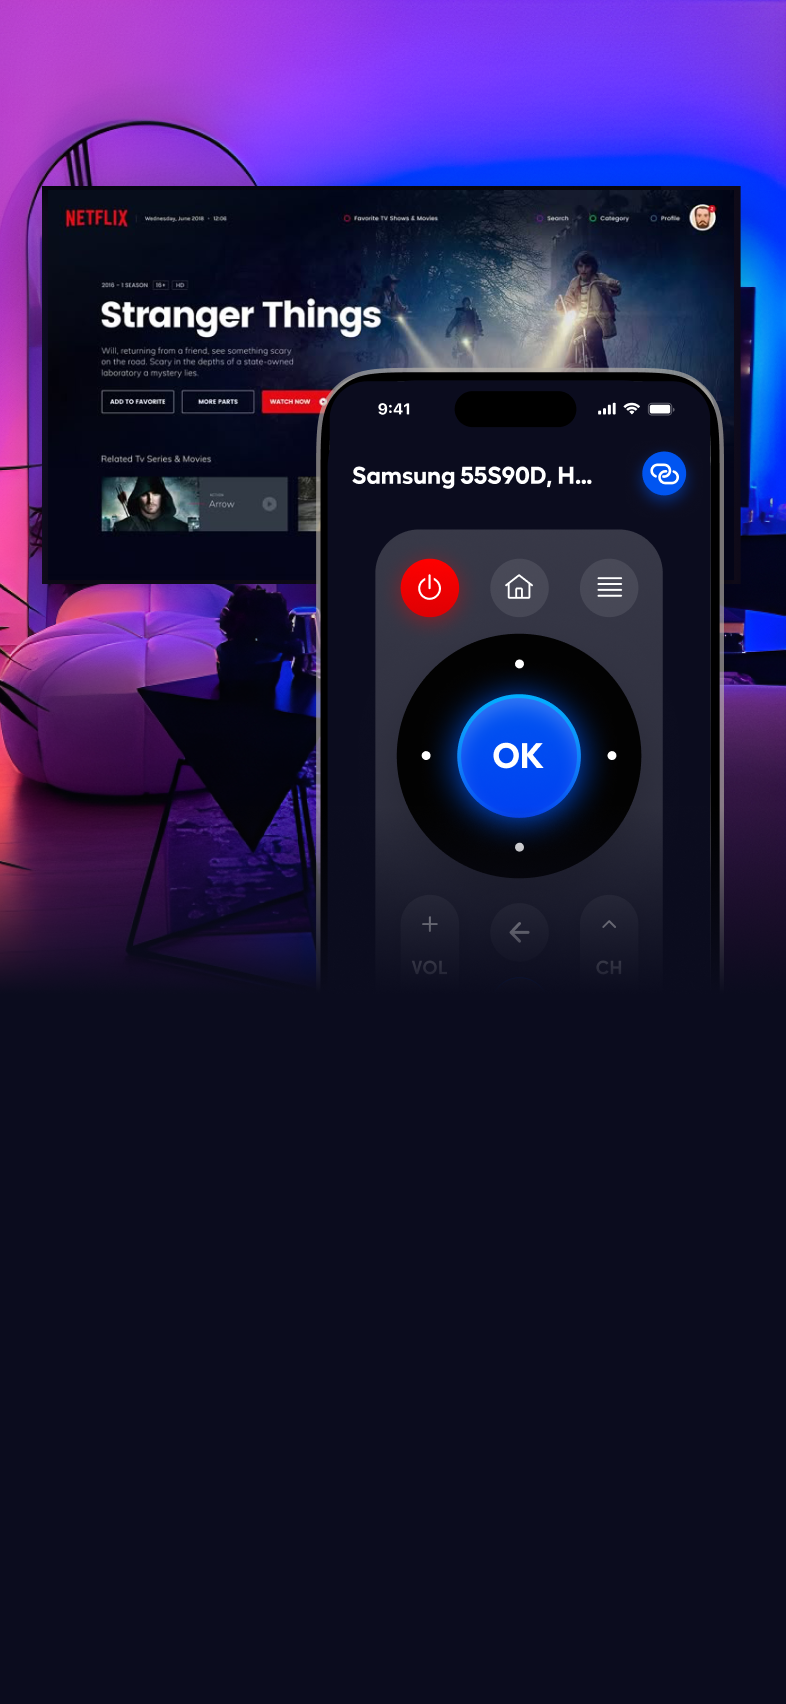 NETFLIX
Wednesday, June 2016 • 12:06
Favorite TV Shows & Movies
Search
Category
Profile
2016 - 1 SEASON 16+ HD
Stranger Things
Will, returning from a friend, see something scary
on the road. Scary in the depths of a state-owned
laboratory a mystery lies.
ADD TO FAVORITE
MORE PARTS
WATCH NOW
Related Tv Series & Movies
Arrow
9:41
Samsung 55S90D, H...
OK
VOL
CH